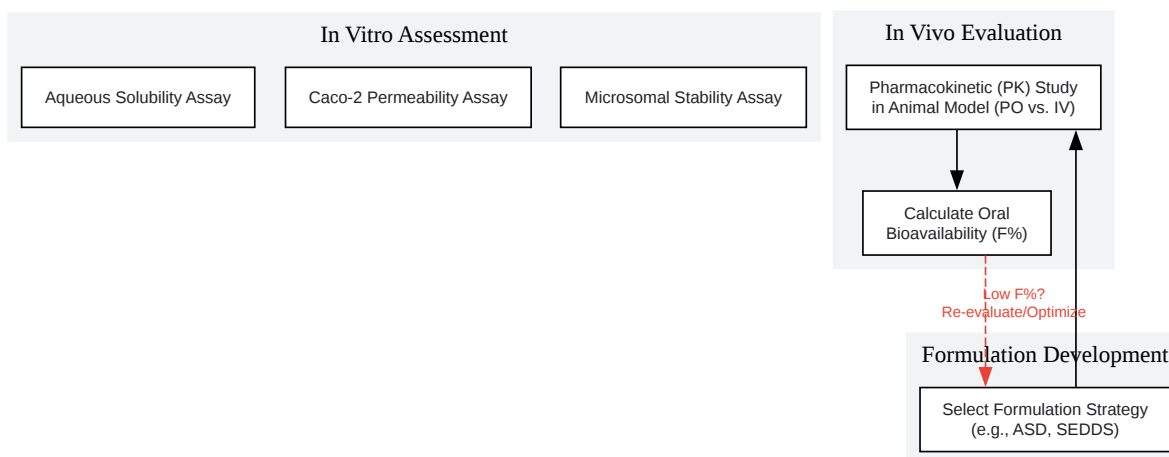 In Vitro Assessment
Aqueous Solubility Assay
Caco-2 Permeability Assay
Microsomal Stability Assay
In Vivo Evaluation
Pharmacokinetic (PK) Study
in Animal Model (PO vs. IV)
Calculate Oral
Bioavailability (F%)
Low F%?
Re-evaluate/Optimize
Formulation Development
Select Formulation Strategy
(e.g., ASD, SEDDS)